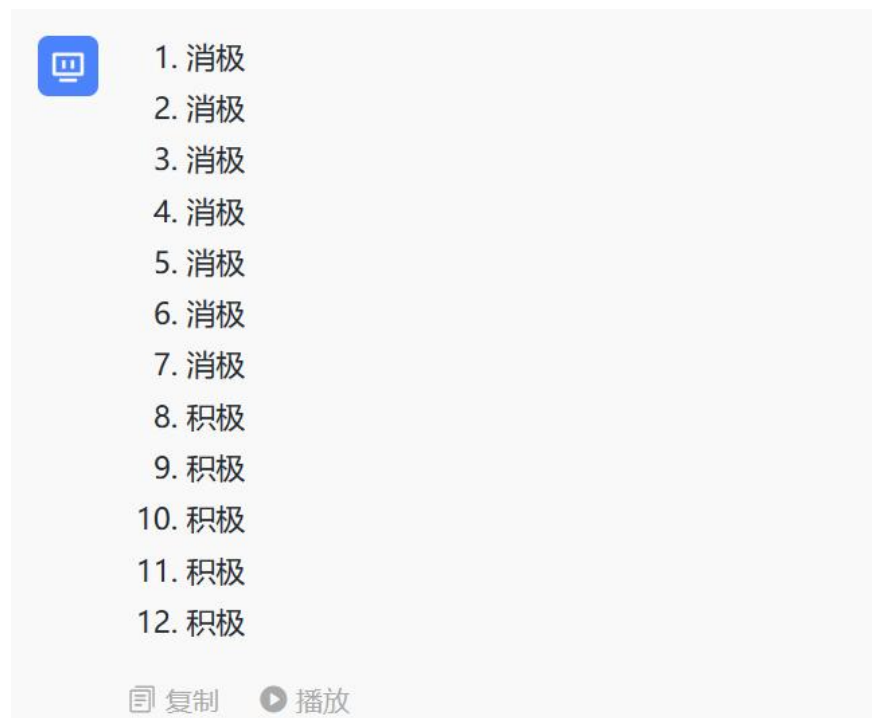 1. 消极
2. 消极
3. 消极
4. 消极
5. 消极
6. 消极
7. 消极
8. 积极
9. 积极
10. 积极
11. 积极
12. 积极
复制 播放